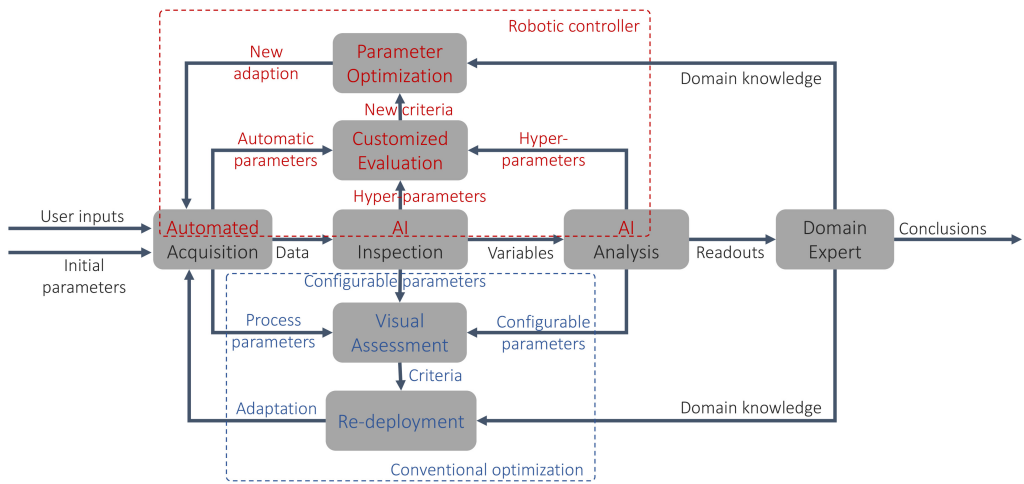 Robotic controller
New
adaption
Parameter
Optimization
Domain knowledge
New criteria
Automatic
parameters
Customized
Evaluation
Hyper-
parameters
Hyper-parameters
User inputs
Initial
parameters
Automated
Acquisition
Data
AI
Inspection
Variables
AI
Analysis
Readouts
Domain
Expert
Conclusions
Configurable parameters
Process
parameters
Visual
Assessment
Configurable
parameters
Criteria
Adaptation
Re-deployment
Domain knowledge
Conventional optimization